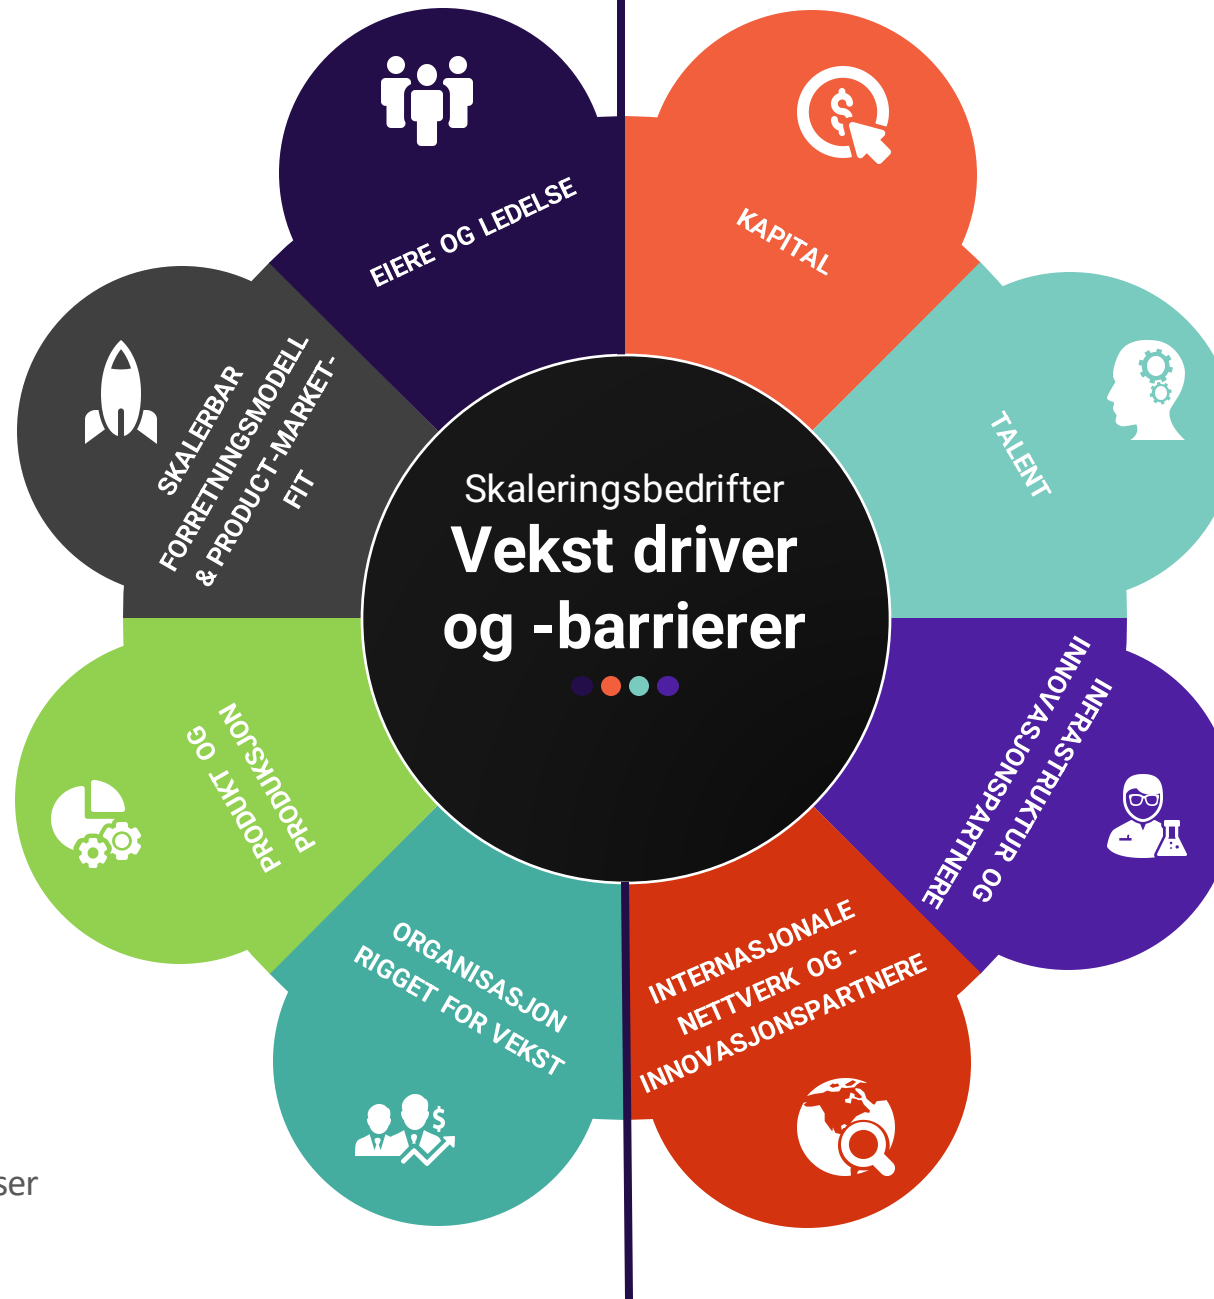 EIERE OG LEDELSE
KAPITAL
TALENT
INFRASTRUKTUR OG
INNOVASJONSPARTNERE
INTERNASJONALE
NETTVERK OG -
INNOVASJONSPARTNERE
ORGANISASJON
RIGGET FOR VEKST
PRODUKT OG
PRODUKSJON
SKALERBAR
FORRETNINGSMODELL
& PRODUCT-MARKET-
FIT
Skaleringsbedrifter
Vekst driver
og -barrierer
ser